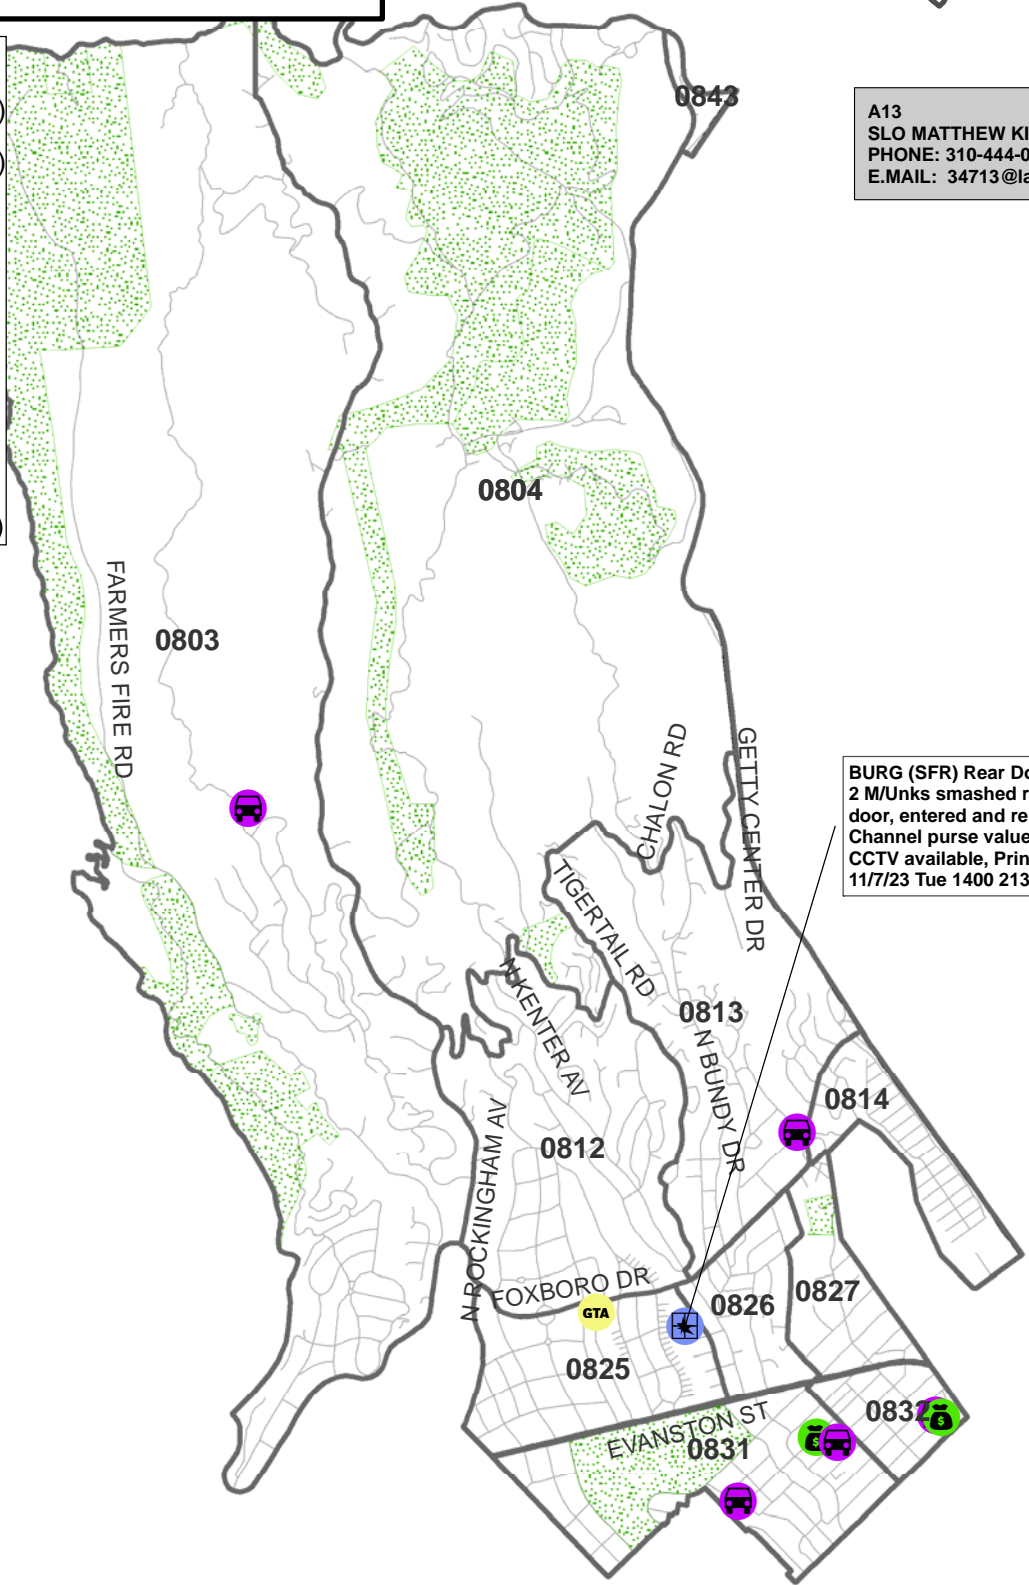 0843
A13
SLO MATTHEW KI
PHONE: 310-444-0
E.MAIL: 34713@la
0804
FARMERS FIRE RD
0803
CHALON RD
GETTY CENTER DR
BURG (SFR) Rear Do
2 M/Unks smashed r
door, entered and re
Channel purse value
CCTV available, Prin
11/7/23 Tue 1400 213
TIGERTAIL RD
N KENTER AV
0813
N BUNDY DR
0814
N ROCKINGHAM AV
0812
FOXBORO DR
GTA
0826
0827
0825
EVANSTON ST
0831
0832
$
$